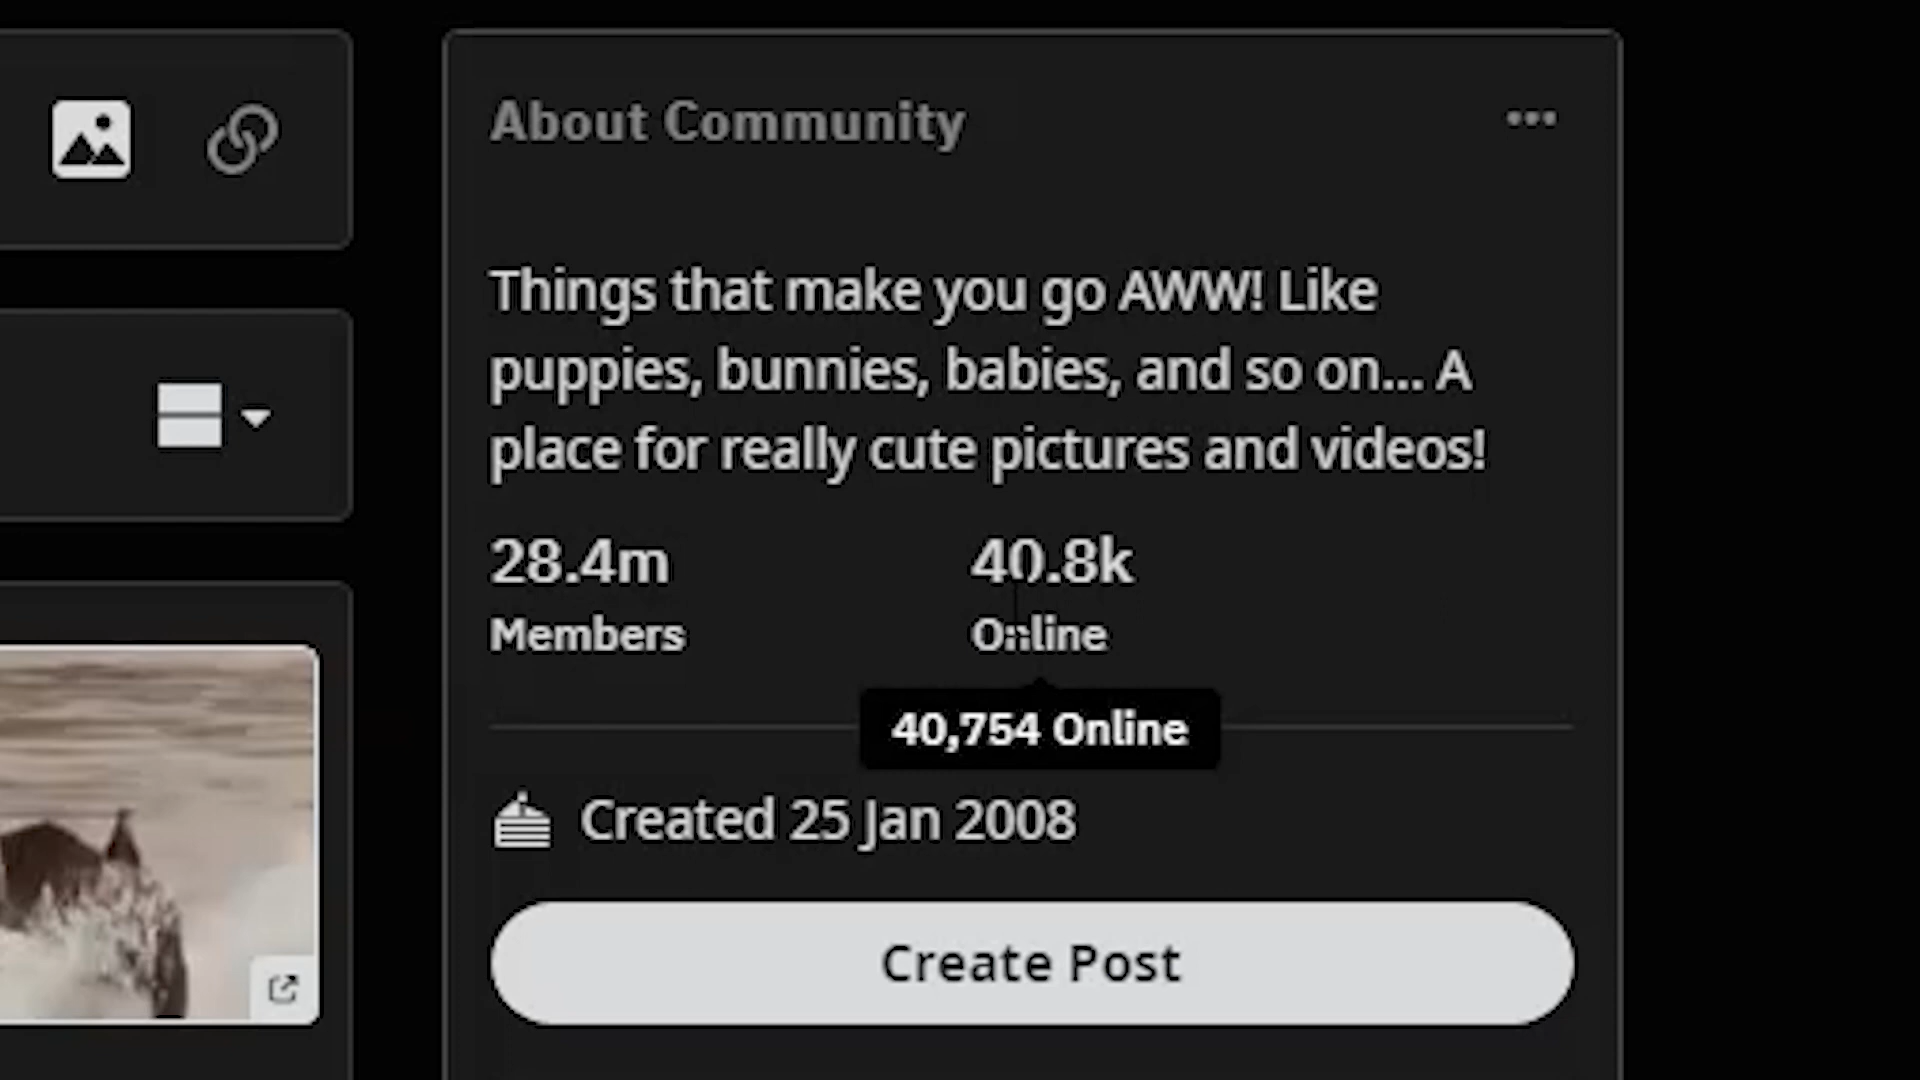 About Community
Things that make you go AWW! Like
puppies, bunnies, babies, and so on... A
place for really cute pictures and videos!
28.4m
Members
40.8k
Online
40,754 Online
Created 25 Jan 2008
Create Post